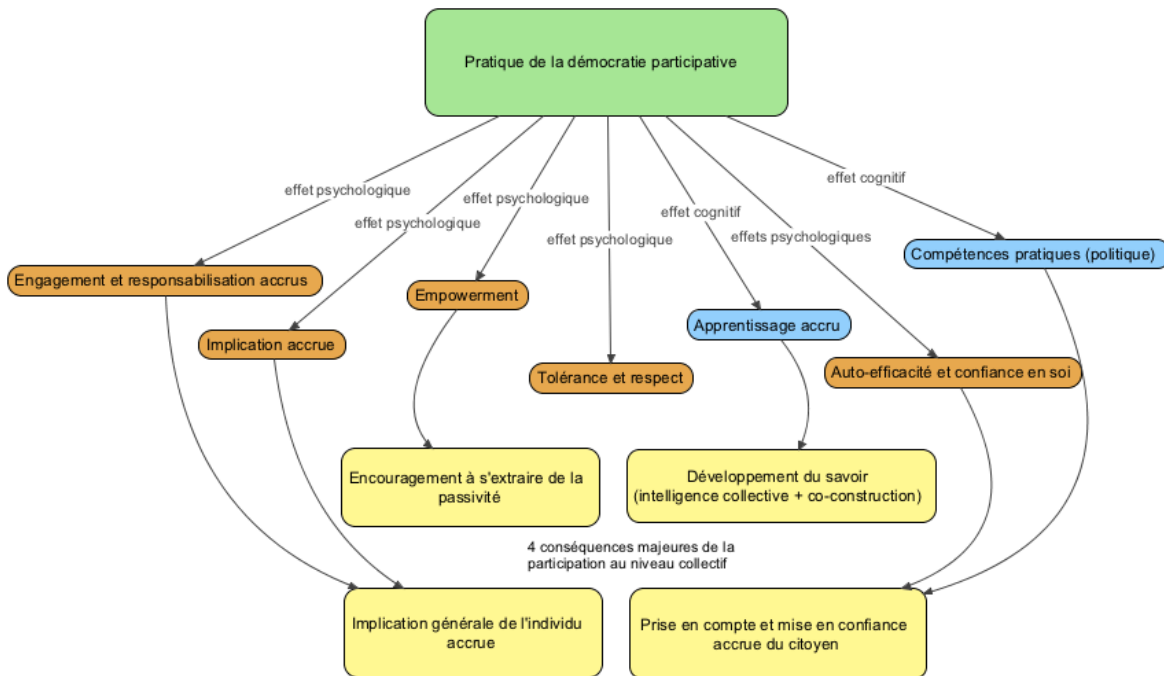 Pratique de la démocratie participative
effet psychologique
effet psychologique
effet psychologique
effet psychologique
effet cognitif
effets psychologiques
effet cognitif
Engagement et responsabilisation accrus
Implication accrue
Empowerment
Tolérance et respect
Apprentissage accru
Auto-efficacité et confiance en soi
Compétences pratiques (politique)
Encouragement à s'extraire de la
passivité
Développement du savoir
(intelligence collective + co-construction)
4 conséquences majeures de la
participation au niveau collectif
Implication générale de l'individu
accrue
Prise en compte et mise en confiance
accrue du citoyen